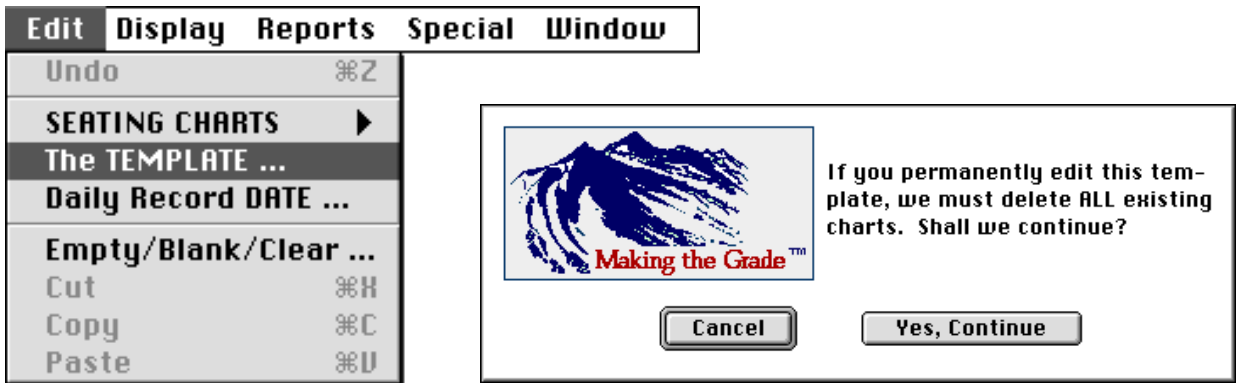 Edit Display Reports Special Window
Undo ⌘Z
SEATING CHARTS ▶
The TEMPLATE ...
Daily Record DATE ...
Empty/Blank/Clear ...
Cut ⌘X
Copy ⌘C
Paste ⌘V
Making the Grade™
If you permanently edit this tem-
plate, we must delete ALL existing
charts. Shall we continue?
Cancel Yes, Continue